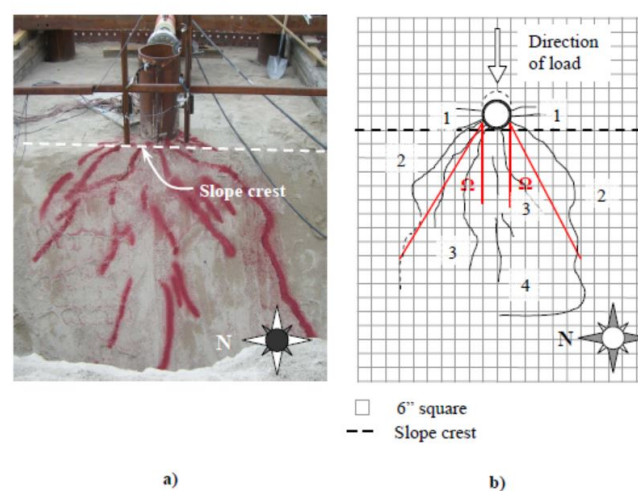 Slope crest
N
a)
Direction
of load
1
1
2
2
Ω
Ω
3
3
4
N
6" square
Slope crest
b)